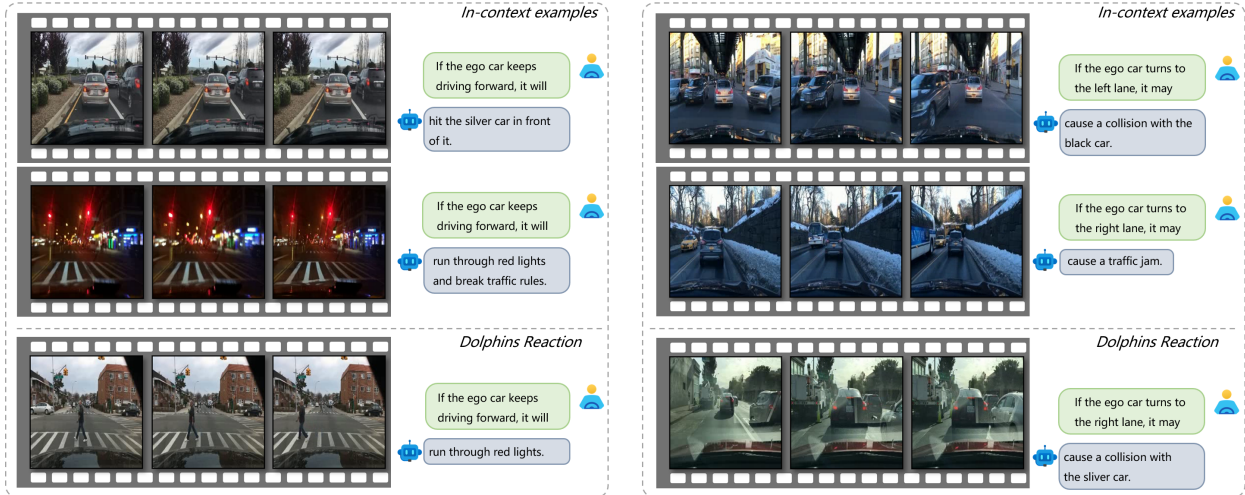 In-context examples
If the ego car keeps
driving forward, it will
hit the silver car in front
of it.
If the ego car keeps
driving forward, it will
run through red lights
and break traffic rules.
Dolphins Reaction
If the ego car keeps
driving forward, it will
run through red lights.
In-context examples
If the ego car turns to
the left lane, it may
cause a collision with the
black car.
If the ego car turns to
the right lane, it may
cause a traffic jam.
Dolphins Reaction
If the ego car turns to
the right lane, it may
cause a collision with
the sliver car.